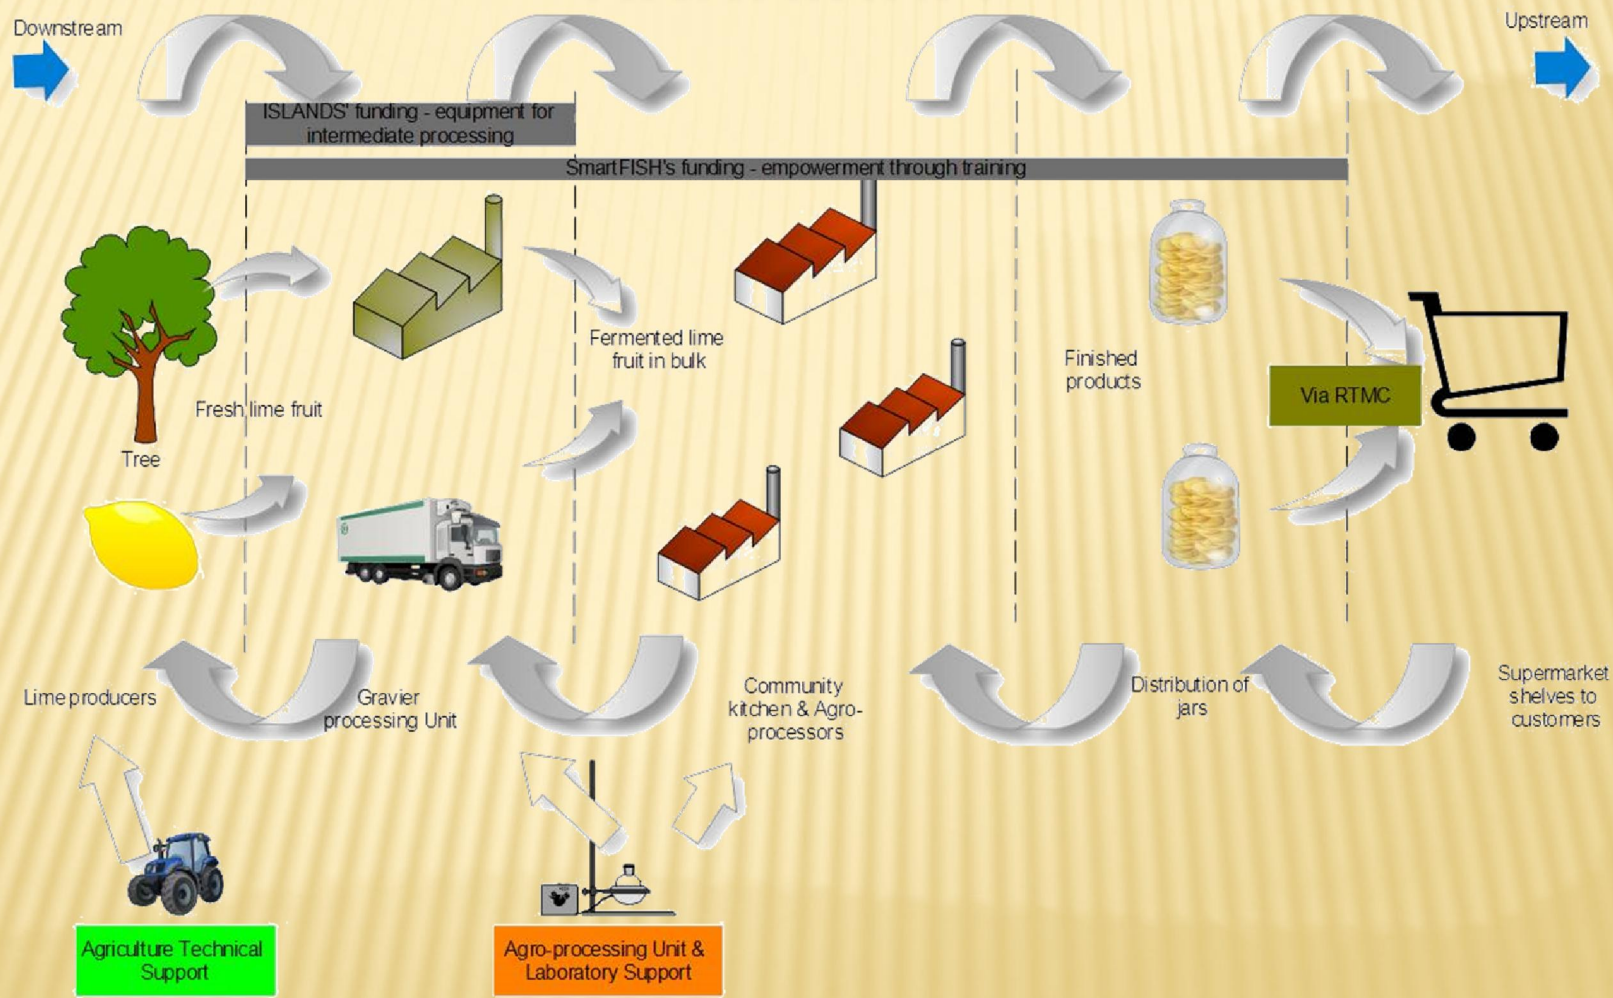 Downstream
Upstream
ISLANDS' funding - equipment for
intermediate processing
SmartFISH's funding - empowerment through training
Fermented lime
fruit in bulk
Finished
products
Via RTMC
Fresh lime fruit
Tree
Lime producers
Gravier
processing Unit
Community
kitchen & Agro-
processors
Distribution of
jars
Supermarket
shelves to
customers
Agriculture Technical
Support
Agro-processing Unit &
Laboratory Support